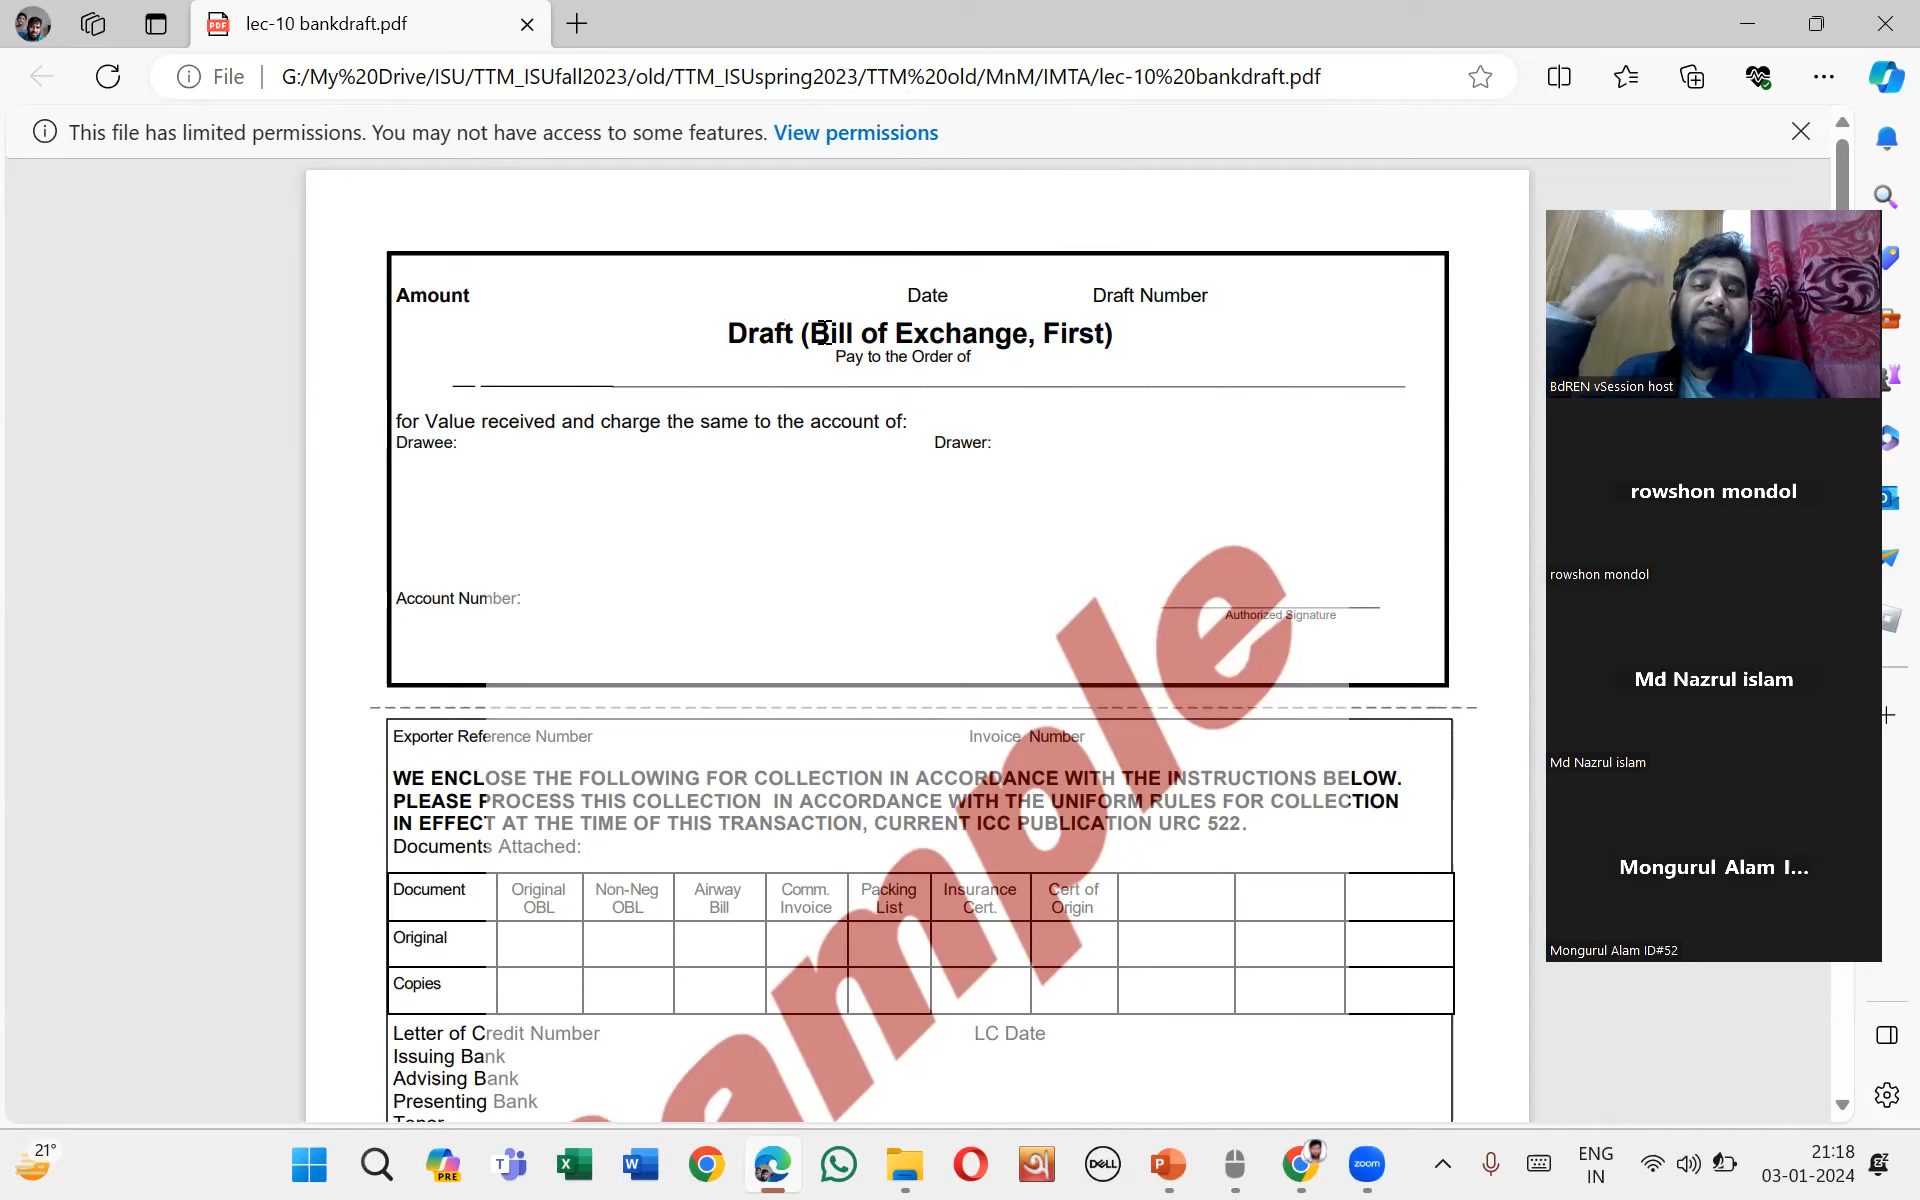 lec-10 bankdraft.pdf
File
G:/My%20Drive/ISU/TTM_ISUfall2023/old/TTM_ISUspring2023/TTM%20old/MnM/IMTA/lec-10%20bankdraft.pdf
This file has limited permissions. You may not have access to some features. View permissions
Amount Date Draft Number
Draft (Bill of Exchange, First)
Pay to the Order of
for Value received and charge the same to the account of:
Drawee: Drawer:
Account Number:
Authorized Signature
Exporter Reference Number Invoice Number
WE ENCLOSE THE FOLLOWING FOR COLLECTION IN ACCORDANCE WITH THE INSTRUCTIONS BELOW.
PLEASE PROCESS THIS COLLECTION IN ACCORDANCE WITH THE UNIFORM RULES FOR COLLECTION
IN EFFECT AT THE TIME OF THIS TRANSACTION, CURRENT ICC PUBLICATION URC 522.
Documents Attached:
Document Original OBL Non-Neg OBL Airway Bill Comm. Invoice Packing List Insurance Cert. Cert of Origin
Original
Copies
Letter of Credit Number LC Date
Issuing Bank
Advising Bank
Presenting Bank
Tenor
ample
BdREN vSession host
rowshon mondol
rowshon mondol
Md Nazrul islam
Md Nazrul islam
Mongurul Alam I...
Mongurul Alam ID#52
21°
PRE
DELL
zoom
ENG
IN
21:18
03-01-2024